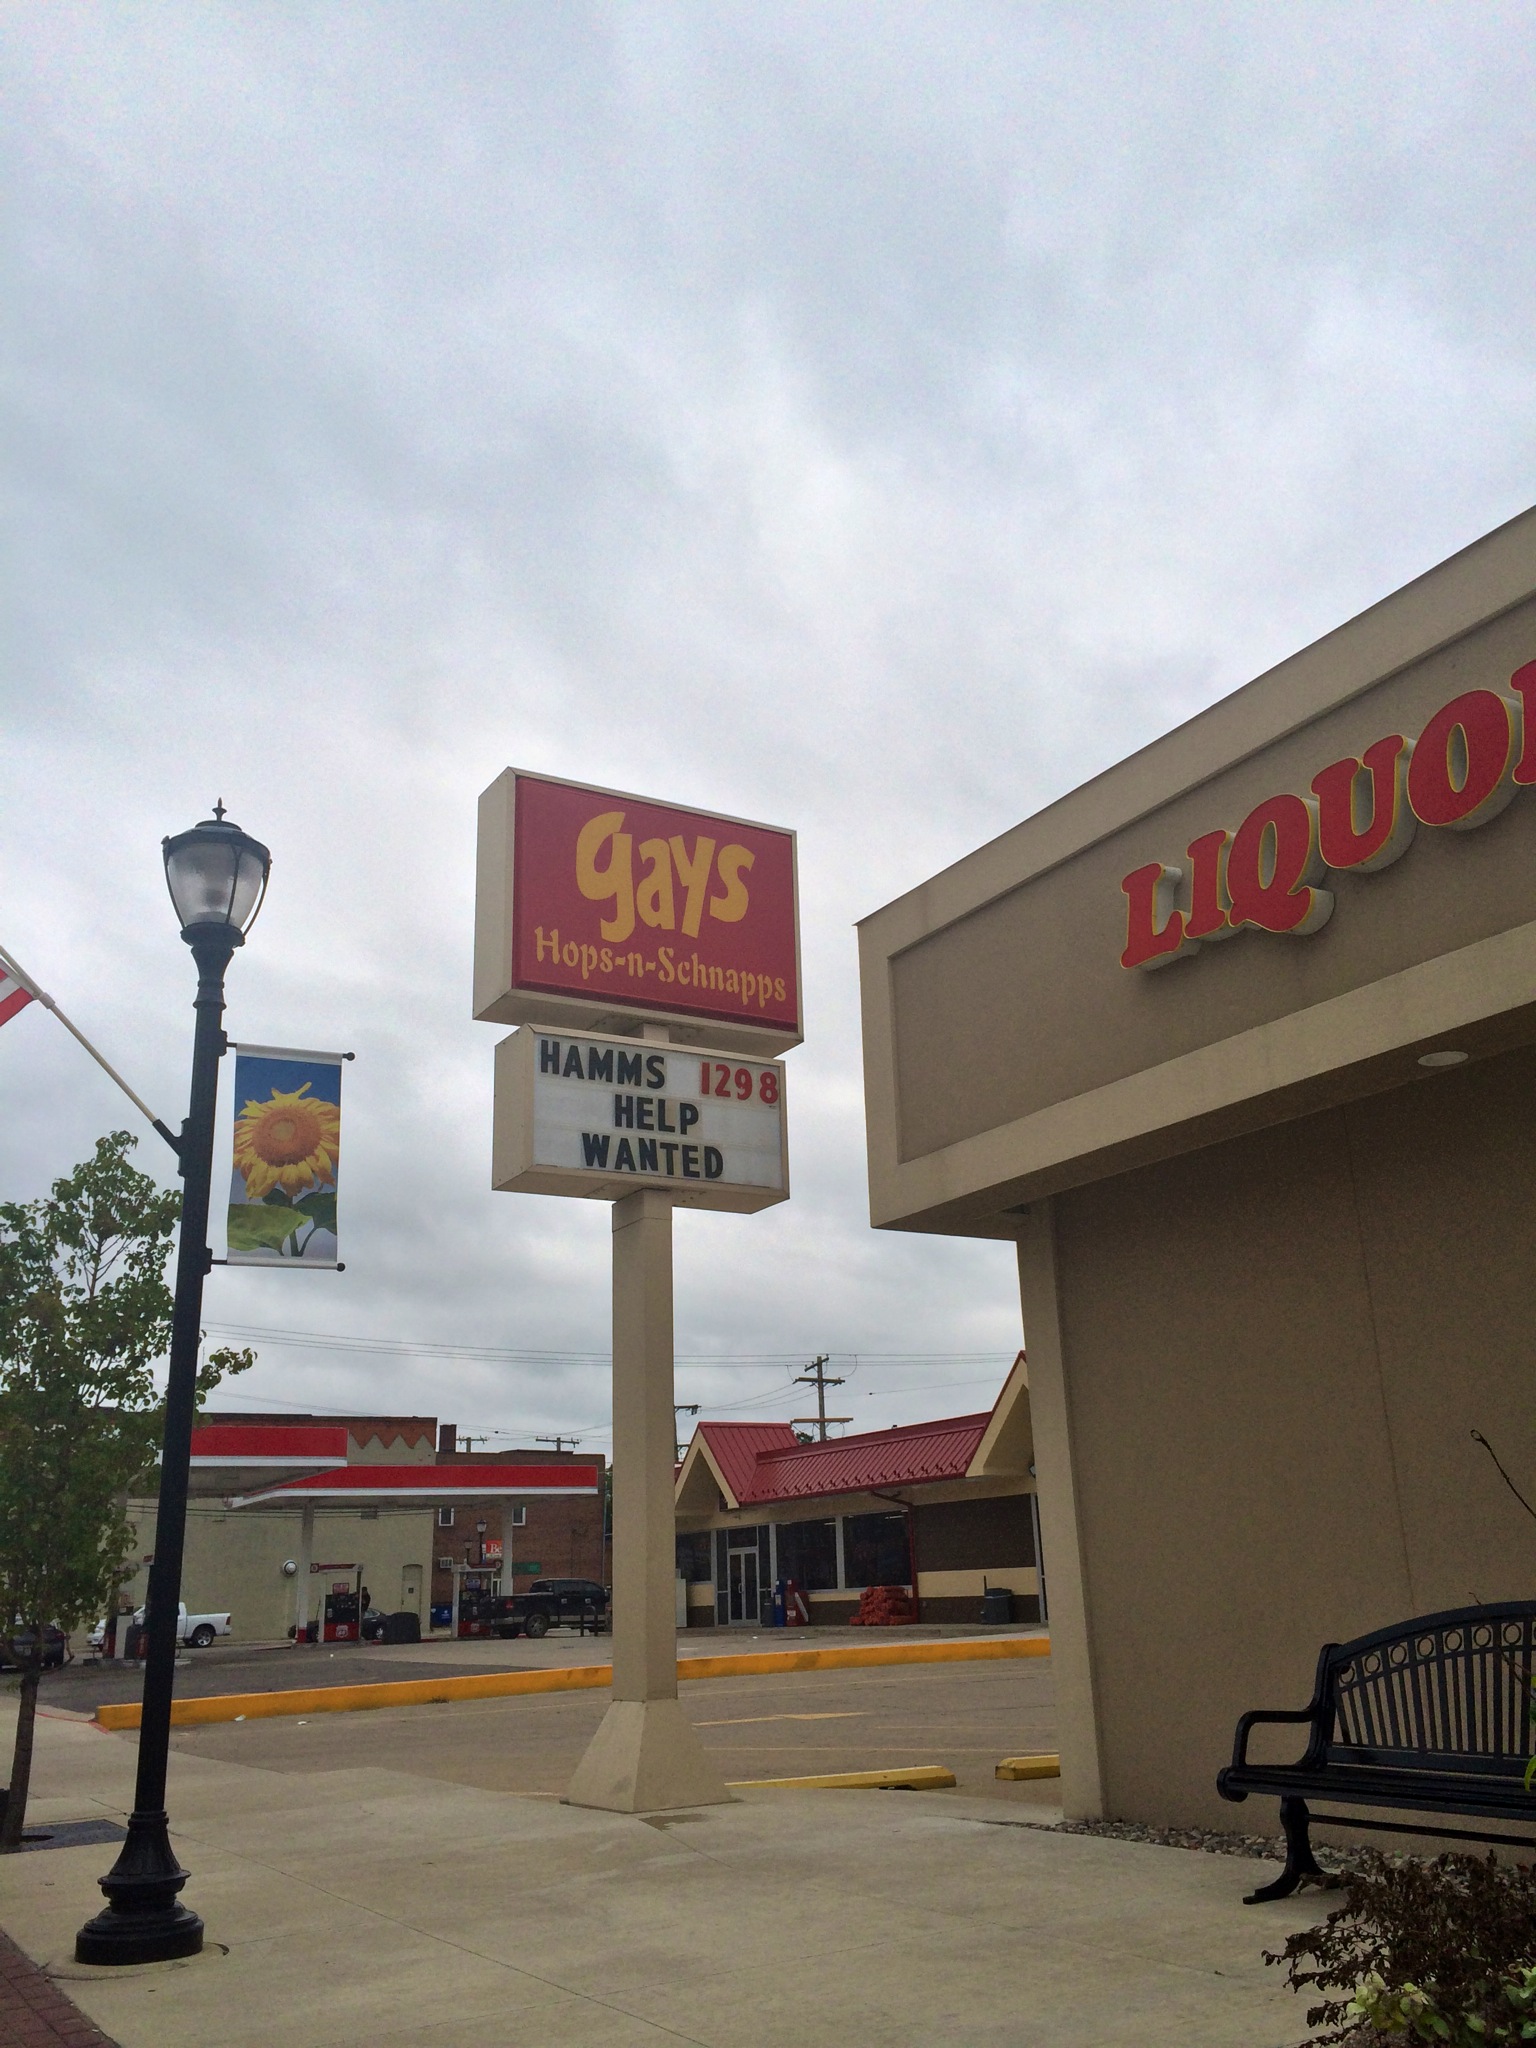 gays
Hops-n-Schnapps
HAMMS 1298
HELP
WANTED
LIQUO